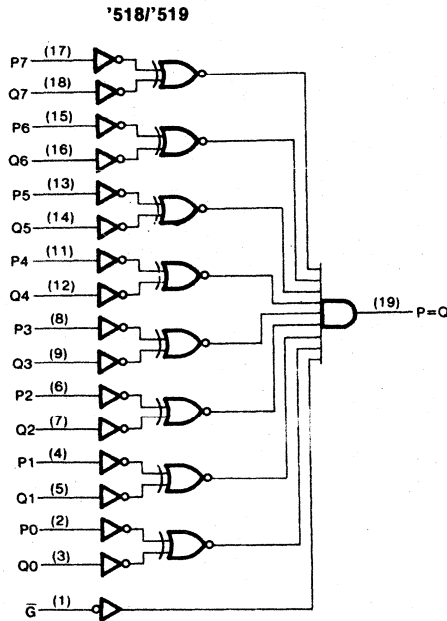 '518/'519
P7 (17)
Q7 (18)
P6 (15)
Q6 (16)
P5 (13)
Q5 (14)
P4 (11)
Q4 (12)
(19) P=Q
P3 (8)
Q3 (9)
P2 (6)
Q2 (7)
P1 (4)
Q1 (5)
P0 (2)
Q0 (3)
G̅ (1)